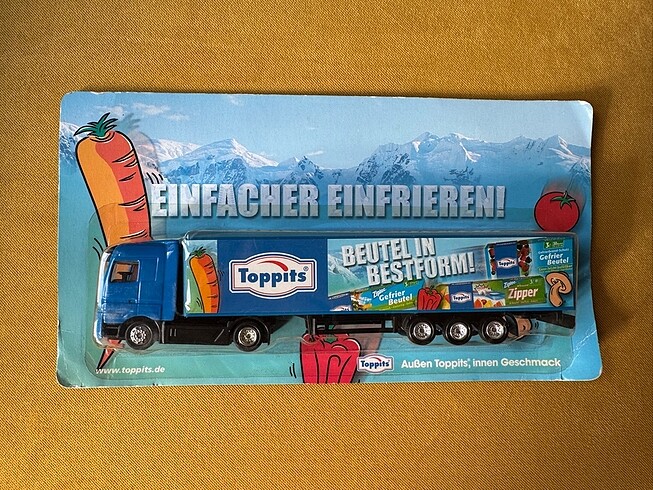 EINFACHER EINFRIEREN!
Toppits®
BEUTEL IN
BESTFORM!
Gefrier
Beutel
Toppits
Zipper
Toppits
Gefrier
Beutel
www.toppits.de
Toppits®
Außen Toppits®, innen Geschmack